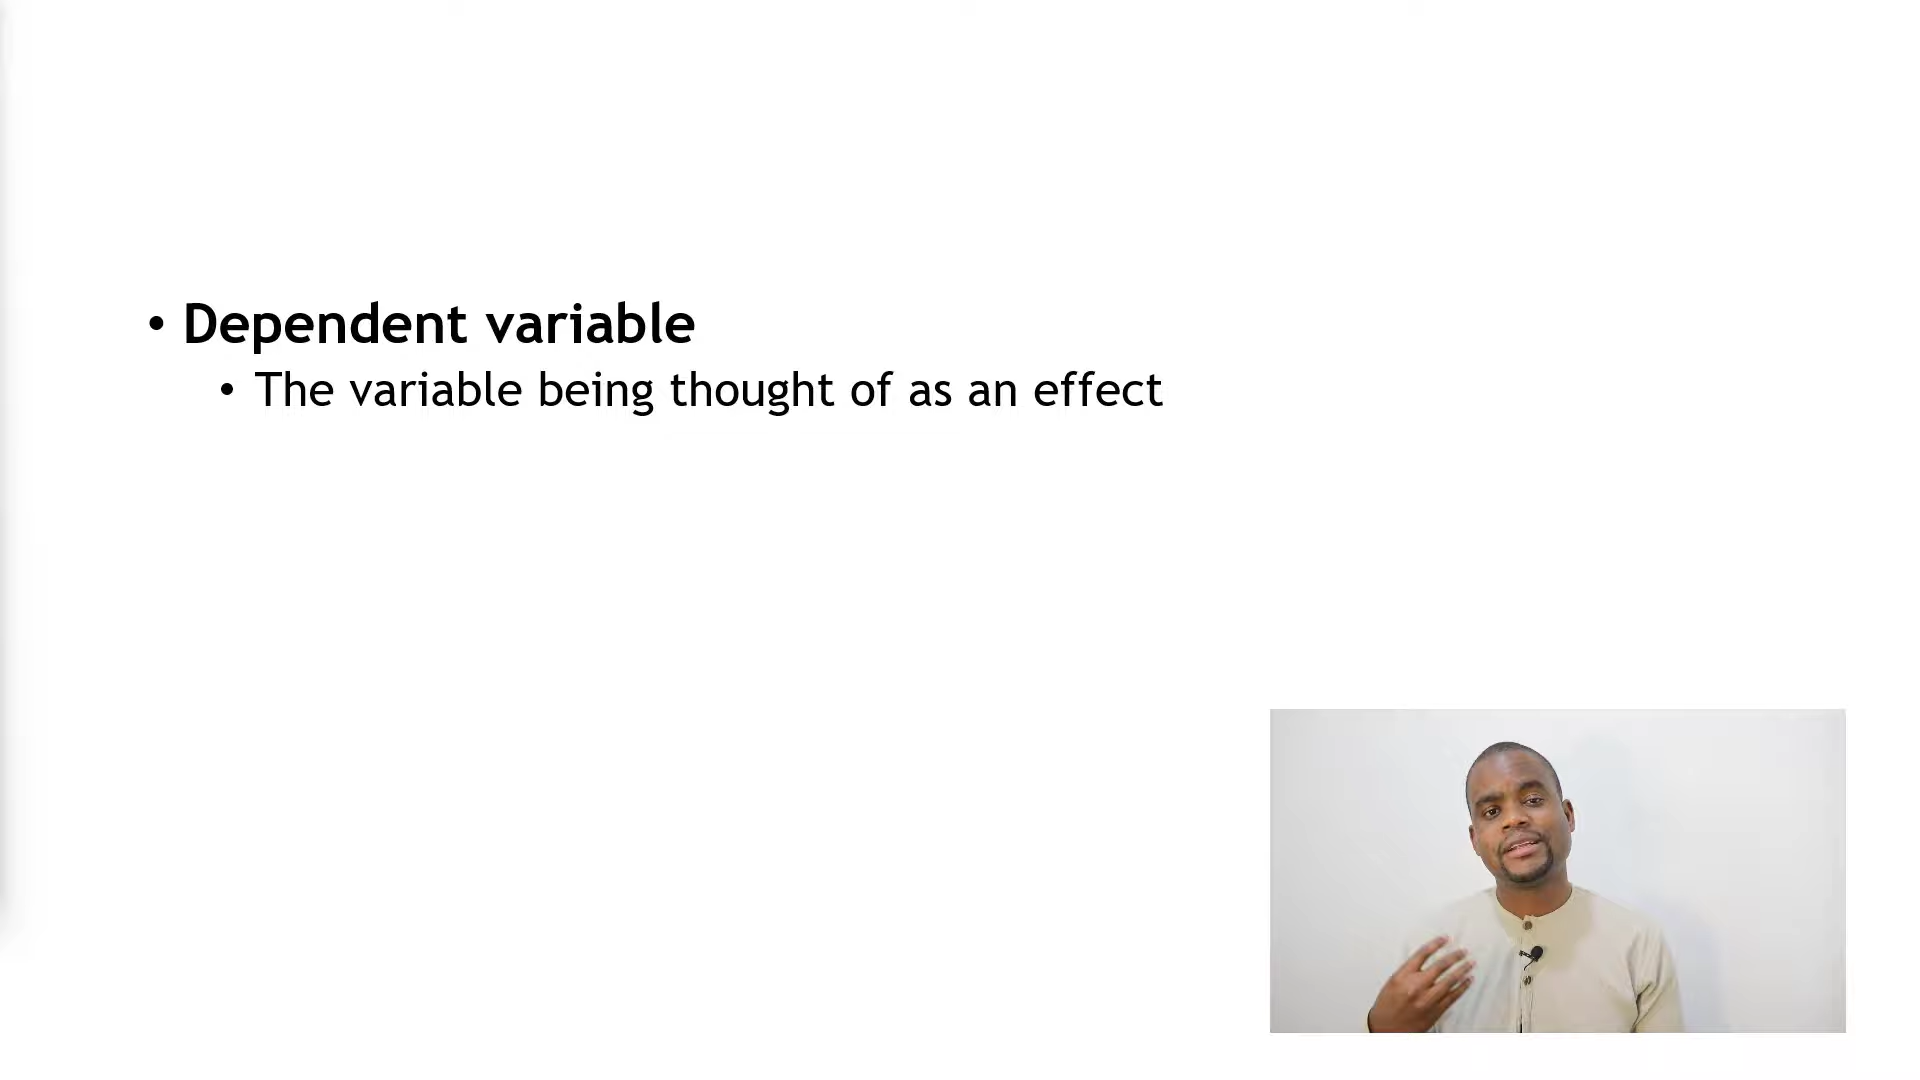 • Dependent variable
• The variable being thought of as an effect